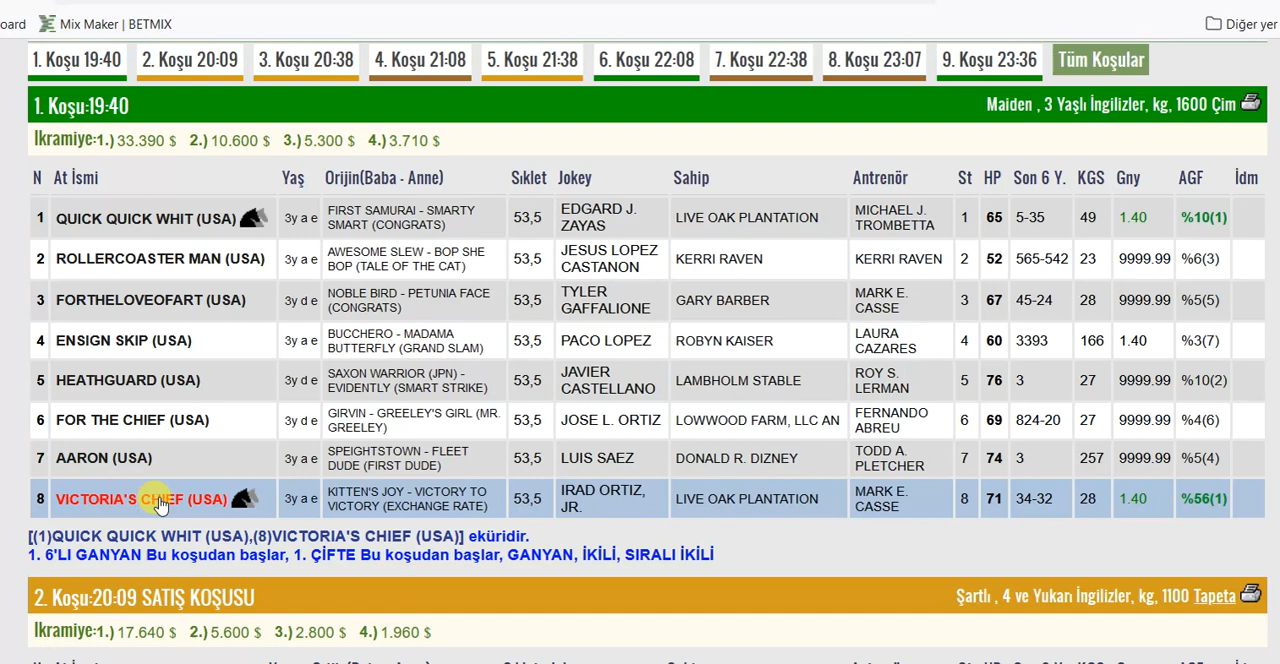 oard Mix Maker | BETMIX Diğer yer
1. Koşu 19:40 2. Koşu 20:09 3. Koşu 20:38 4. Koşu 21:08 5. Koşu 21:38 6. Koşu 22:08 7. Koşu 22:38 8. Koşu 23:07 9. Koşu 23:36 Tüm Koşular
1. Koşu:19:40 Maiden , 3 Yaşlı İngilizler, kg, 1600 Çim
İkramiye:1.) 33.390 $ 2.) 10.600 $ 3.) 5.300 $ 4.) 3.710 $
N At İsmi Yaş Orijin(Baba - Anne) Sıklet Jokey Sahip Antrenör St HP Son 6 Y. KGS Gny AGF İdm
1 QUICK QUICK WHIT (USA) 3y a e FIRST SAMURAI - SMARTY SMART (CONGRATS) 53,5 EDGARD J. ZAYAS LIVE OAK PLANTATION MICHAEL J. TROMBETTA 1 65 5-35 49 1.40 %10(1)
2 ROLLERCOASTER MAN (USA) 3y a e AWESOME SLEW - BOP SHE BOP (TALE OF THE CAT) 53,5 JESUS LOPEZ CASTANON KERRI RAVEN KERRI RAVEN 2 52 565-542 23 9999.99 %6(3)
3 FORTHELOVEOFART (USA) 3y d e NOBLE BIRD - PETUNIA FACE (CONGRATS) 53,5 TYLER GAFFALIONE GARY BARBER MARK E. CASSE 3 67 45-24 28 9999.99 %5(5)
4 ENSIGN SKIP (USA) 3y a e BUCCHERO - MADAMA BUTTERFLY (GRAND SLAM) 53,5 PACO LOPEZ ROBYN KAISER LAURA CAZARES 4 60 3393 166 1.40 %3(7)
5 HEATHGUARD (USA) 3y d e SAXON WARRIOR (JPN) - EVIDENTLY (SMART STRIKE) 53,5 JAVIER CASTELLANO LAMBHOLM STABLE ROY S. LERMAN 5 76 3 27 9999.99 %10(2)
6 FOR THE CHIEF (USA) 3y d e GIRVIN - GREELEY'S GIRL (MR. GREELEY) 53,5 JOSE L. ORTIZ LOWWOOD FARM, LLC AN FERNANDO ABREU 6 69 824-20 27 9999.99 %4(6)
7 AARON (USA) 3y a e SPEIGHTSTOWN - FLEET DUDE (FIRST DUDE) 53,5 LUIS SAEZ DONALD R. DIZNEY TODD A. PLETCHER 7 74 3 257 9999.99 %5(4)
8 VICTORIA'S CHIEF (USA) 3y a e KITTEN'S JOY - VICTORY TO VICTORY (EXCHANGE RATE) 53,5 IRAD ORTIZ, JR. LIVE OAK PLANTATION MARK E. CASSE 8 71 34-32 28 1.40 %56(1)
[(1)QUICK QUICK WHIT (USA),(8)VICTORIA'S CHIEF (USA)] eküridir.
1. 6'LI GANYAN Bu koşudan başlar, 1. ÇİFTE Bu koşudan başlar, GANYAN, İKİLİ, SIRALI İKİLİ
2. Koşu:20:09 SATIŞ KOŞUSU Şartlı , 4 ve Yukarı İngilizler, kg, 1100 Tapeta
İkramiye:1.) 17.640 $ 2.) 5.600 $ 3.) 2.800 $ 4.) 1.960 $